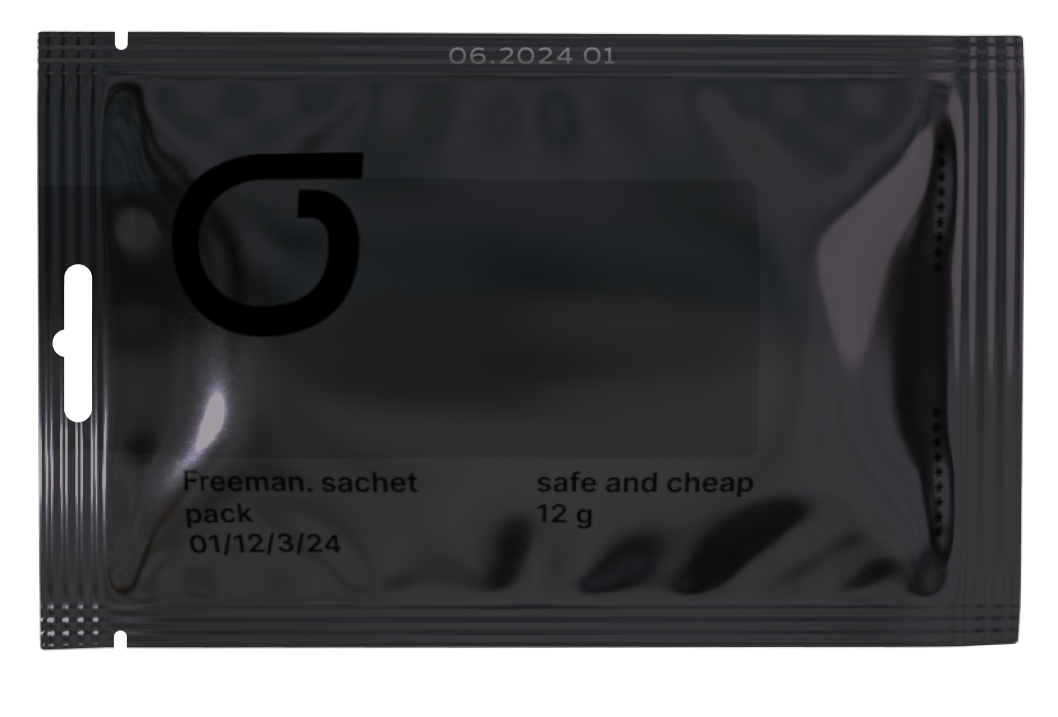 06.2024 01
Freeman. sachet
pack
01/12/3/24
safe and cheap
12 g